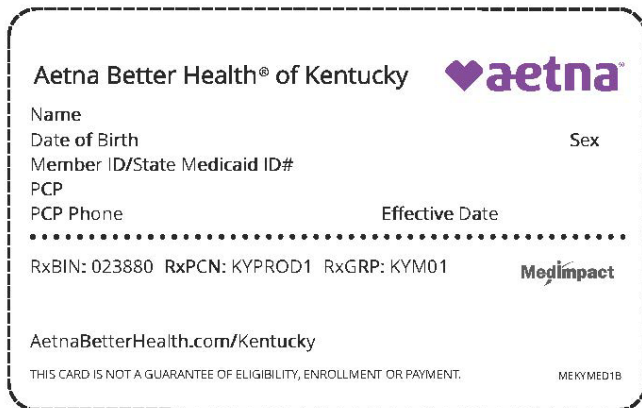 Aetna Better Health® of Kentucky aetna℠
Name
Date of Birth Sex
Member ID/State Medicaid ID#
PCP
PCP Phone Effective Date
RxBIN: 023880 RxPCN: KYPROD1 RxGRP: KYM01 MedImpact
AetnaBetterHealth.com/Kentucky
THIS CARD IS NOT A GUARANTEE OF ELIGIBILITY, ENROLLMENT OR PAYMENT. MEKYMED1B